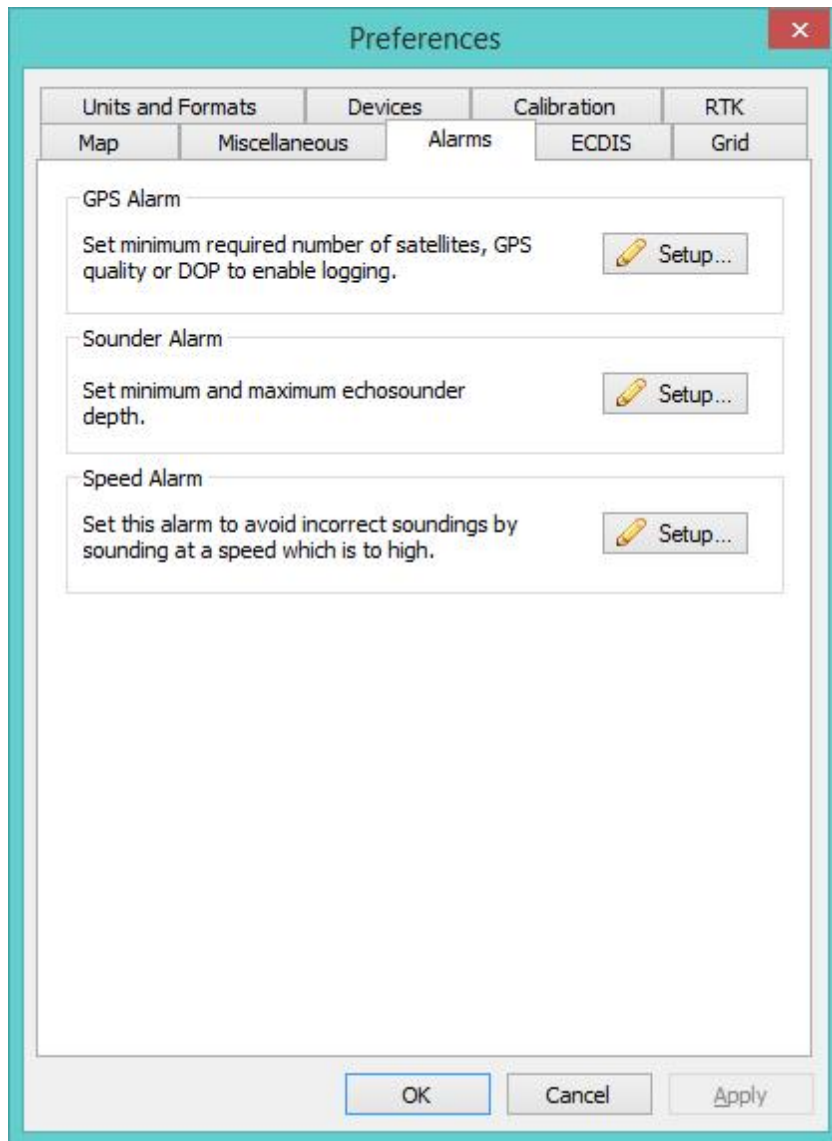 Preferences
Units and Formats
Devices
Calibration
RTK
Map
Miscellaneous
Alarms
ECDIS
Grid
GPS Alarm
Set minimum required number of satellites, GPS
quality or DOP to enable logging.
Setup...
Sounder Alarm
Set minimum and maximum echosounder
depth.
Setup...
Speed Alarm
Set this alarm to avoid incorrect soundings by
sounding at a speed which is to high.
Setup...
OK
Cancel
Apply